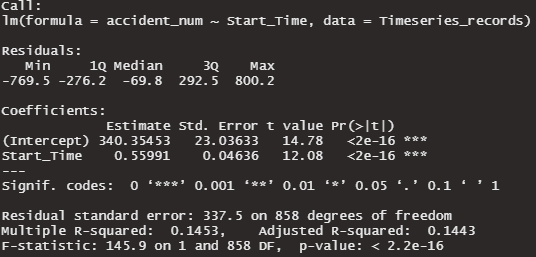 Call:
lm(formula = accident_num ~ Start_Time, data = Timeseries_records)
Residuals:
Min 1Q Median 3Q Max
-769.5 -276.2 -69.8 292.5 800.2
Coefficients:
Estimate Std. Error t value Pr(>|t|)
(Intercept) 340.35453 23.03633 14.78 <2e-16 ***
Start_Time 0.55991 0.04636 12.08 <2e-16 ***
---
Signif. codes: 0 ‘***’ 0.001 ‘**’ 0.01 ‘*’ 0.05 ‘.’ 0.1 ‘ ’ 1
Residual standard error: 337.5 on 858 degrees of freedom
Multiple R-squared: 0.1453, Adjusted R-squared: 0.1443
F-statistic: 145.9 on 1 and 858 DF, p-value: < 2.2e-16